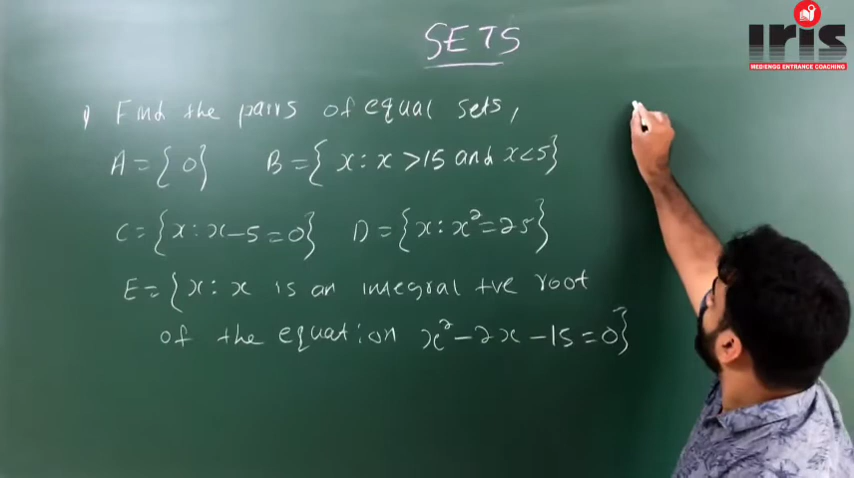 IrIS
MEDIENGG ENTRANCE COACHING
SETS
1) Find the pairs of equal sets,
A = {0} B = {x : x > 15 and x < 5}
C = {x : x - 5 = 0} D = {x : x² = 25}
E = {x : x is an integral +ve root
of the equation x² - 2x - 15 = 0}